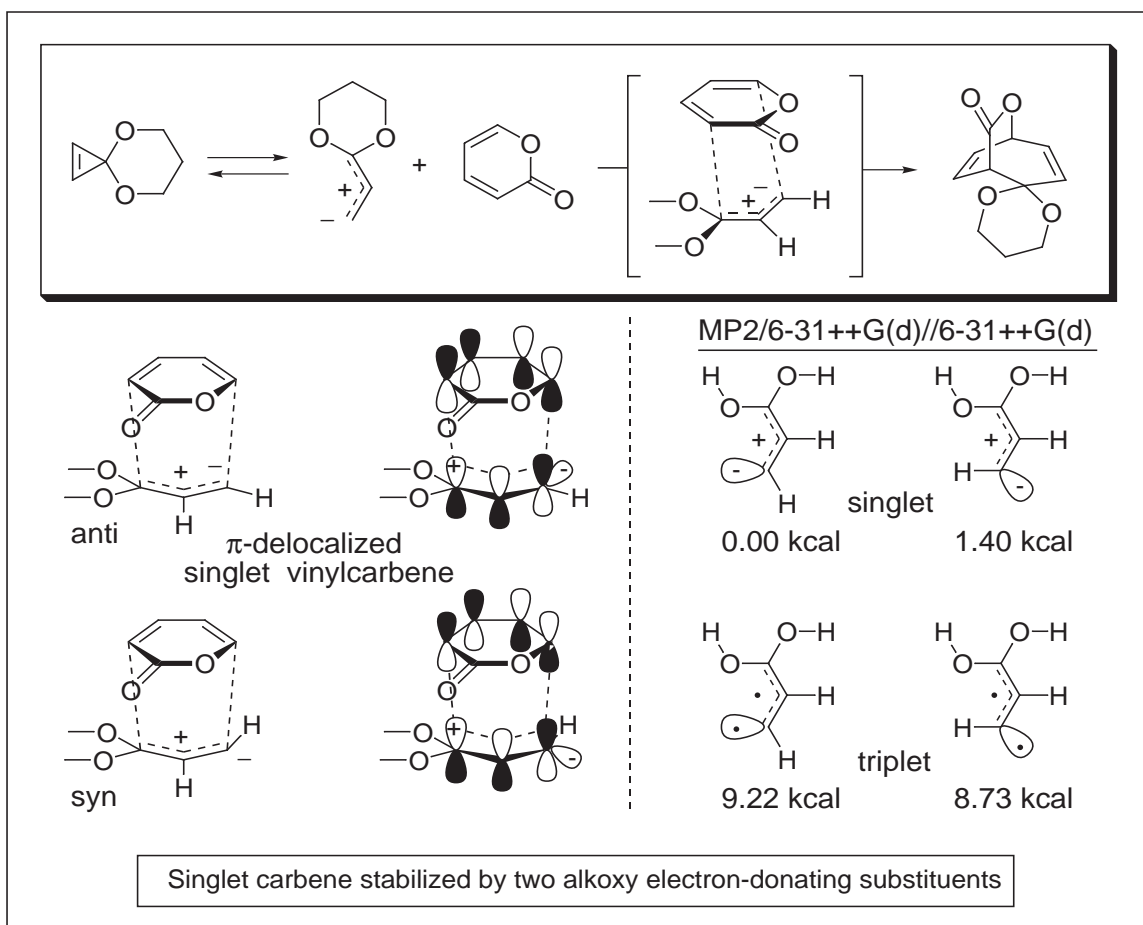 O
O
O O
+
−
+
O
O
O
O
O
O
+ −
H
H
O
O
O
O
O
O
O
O
+ −
H
H
anti
O
O
O
O
+ -
H
π-delocalized
singlet vinylcarbene
O
O
O
O
+
H
−
H
syn
O
O
O
O
+ H
-
MP2/6-31++G(d)//6-31++G(d)
H O–H
O
+ H
-
H
H O–H
O
+ H
H
-
singlet
0.00 kcal 1.40 kcal
H O–H
O
• H
•
H
H O–H
O
• H
H
•
triplet
9.22 kcal 8.73 kcal
Singlet carbene stabilized by two alkoxy electron-donating substituents